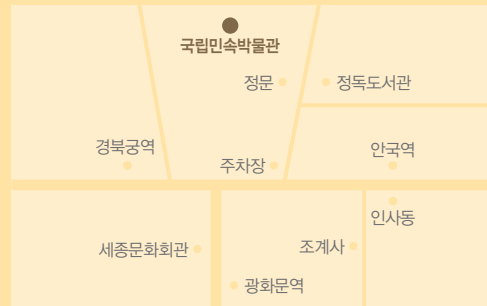 국립민속박물관
정문
정독도서관
경복궁역
주차장
안국역
인사동
세종문화회관
조계사
광화문역